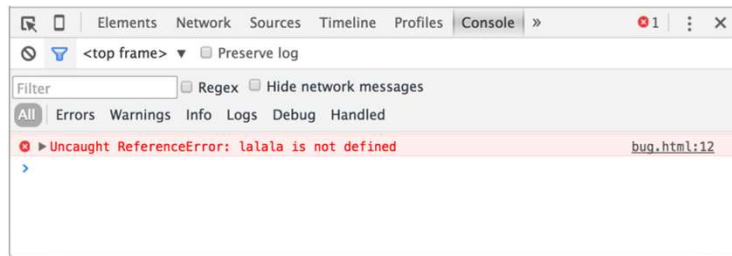 Elements Network Sources Timeline Profiles Console » 1
<top frame> ▼ Preserve log
Filter Regex Hide network messages
All Errors Warnings Info Logs Debug Handled
Uncaught ReferenceError: lalala is not defined bug.html:12